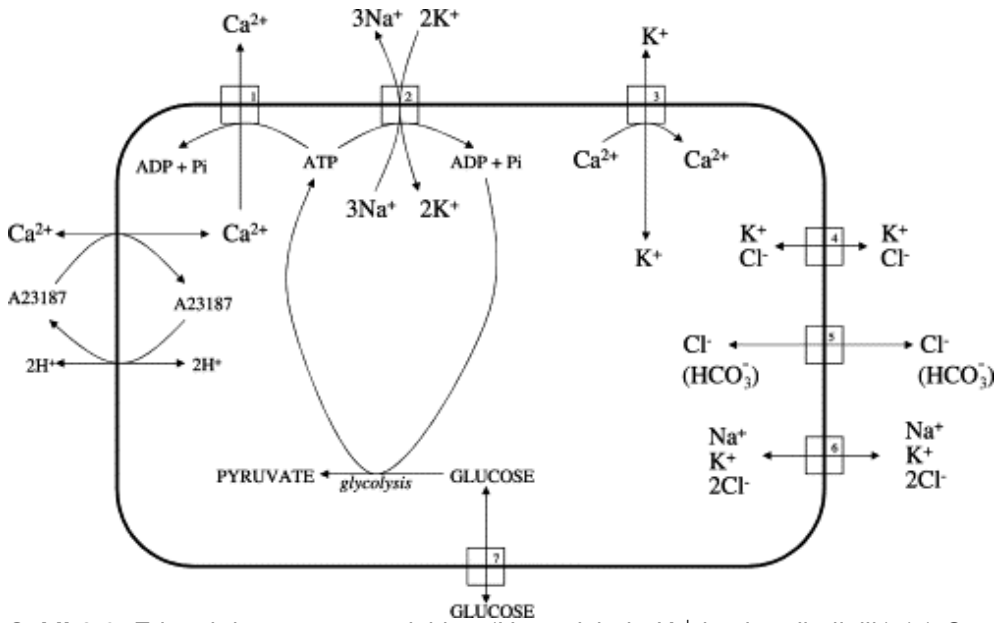 Ca²⁺
3Na⁺ 2K⁺
K⁺
1
2
3
ADP + Pi
ATP
ADP + Pi
Ca²⁺
Ca²⁺
3Na⁺ 2K⁺
Ca²⁺
Ca²⁺
K⁺
K⁺
Cl⁻
4
K⁺
Cl⁻
A23187
A23187
2H⁺
2H⁺
Cl⁻
(HCO₃⁻)
5
Cl⁻
(HCO₃⁻)
Na⁺
K⁺
2Cl⁻
6
Na⁺
K⁺
2Cl⁻
PYRUVATE
glycolysis
GLUCOSE
7
GLUCOSE